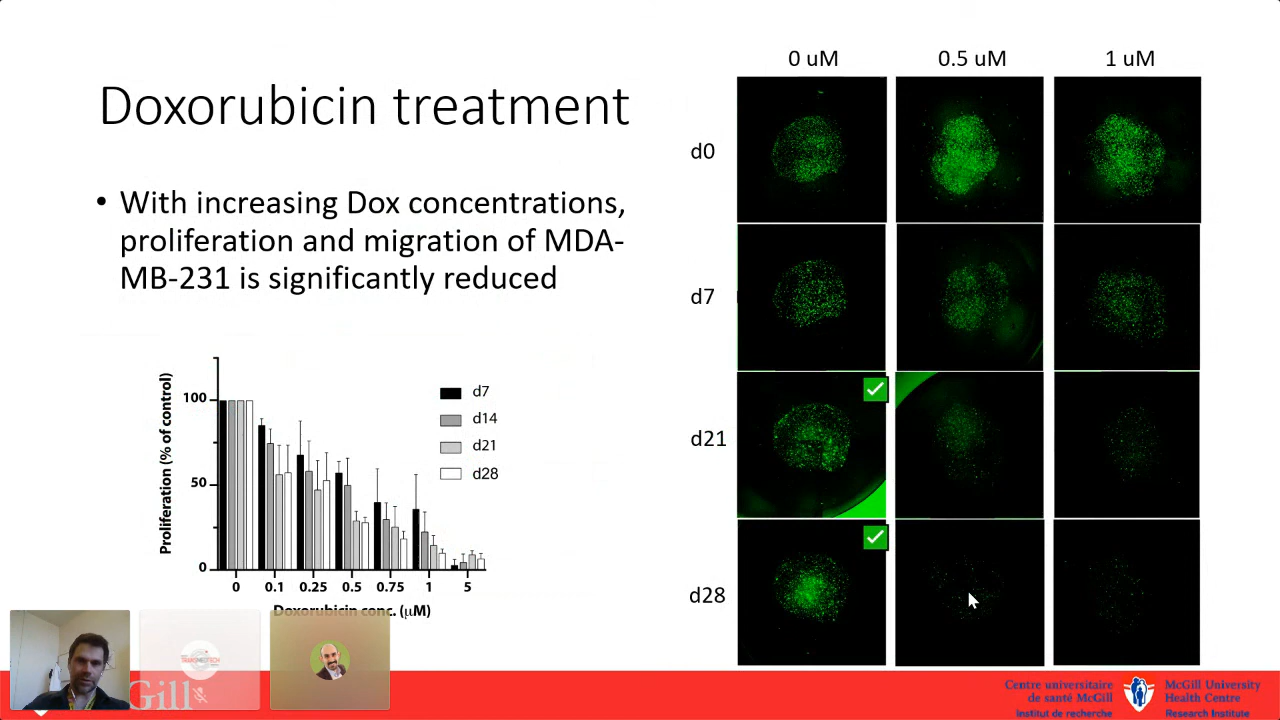 Doxorubicin treatment
• With increasing Dox concentrations,
proliferation and migration of MDA-
MB-231 is significantly reduced
0 uM
0.5 uM
1 uM
d0
d7
d21
d28
Proliferation (% of control)
100
50
0
d7
d14
d21
d28
0
0.1
0.25
0.5
0.75
1
5
Doxorubicin conc. (µM)
Gill
Centre universitaire
de santé McGill
Institut de recherche
McGill University
Health Centre
Research Institute